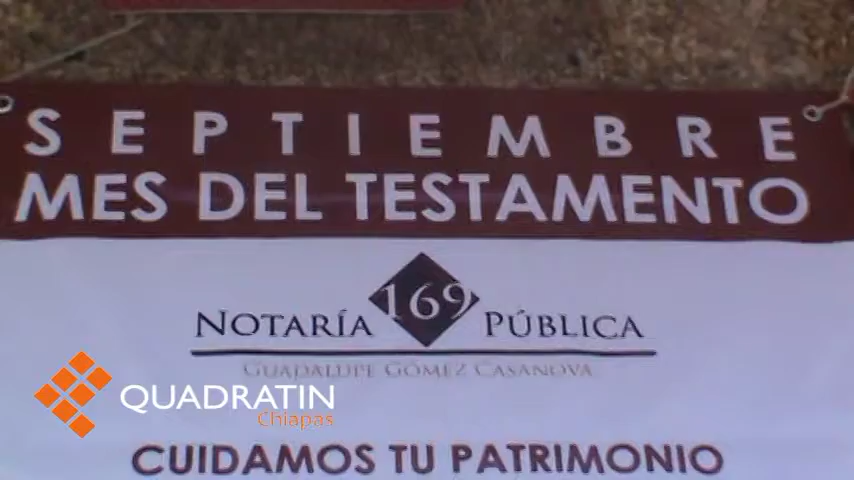 SEPTIEMBRE
MES DEL TESTAMENTO
NOTARÍA 169 PÚBLICA
GUADALUPE GÓMEZ CASANOVA
QUADRATIN
Chiapas
CUIDAMOS TU PATRIMONIO